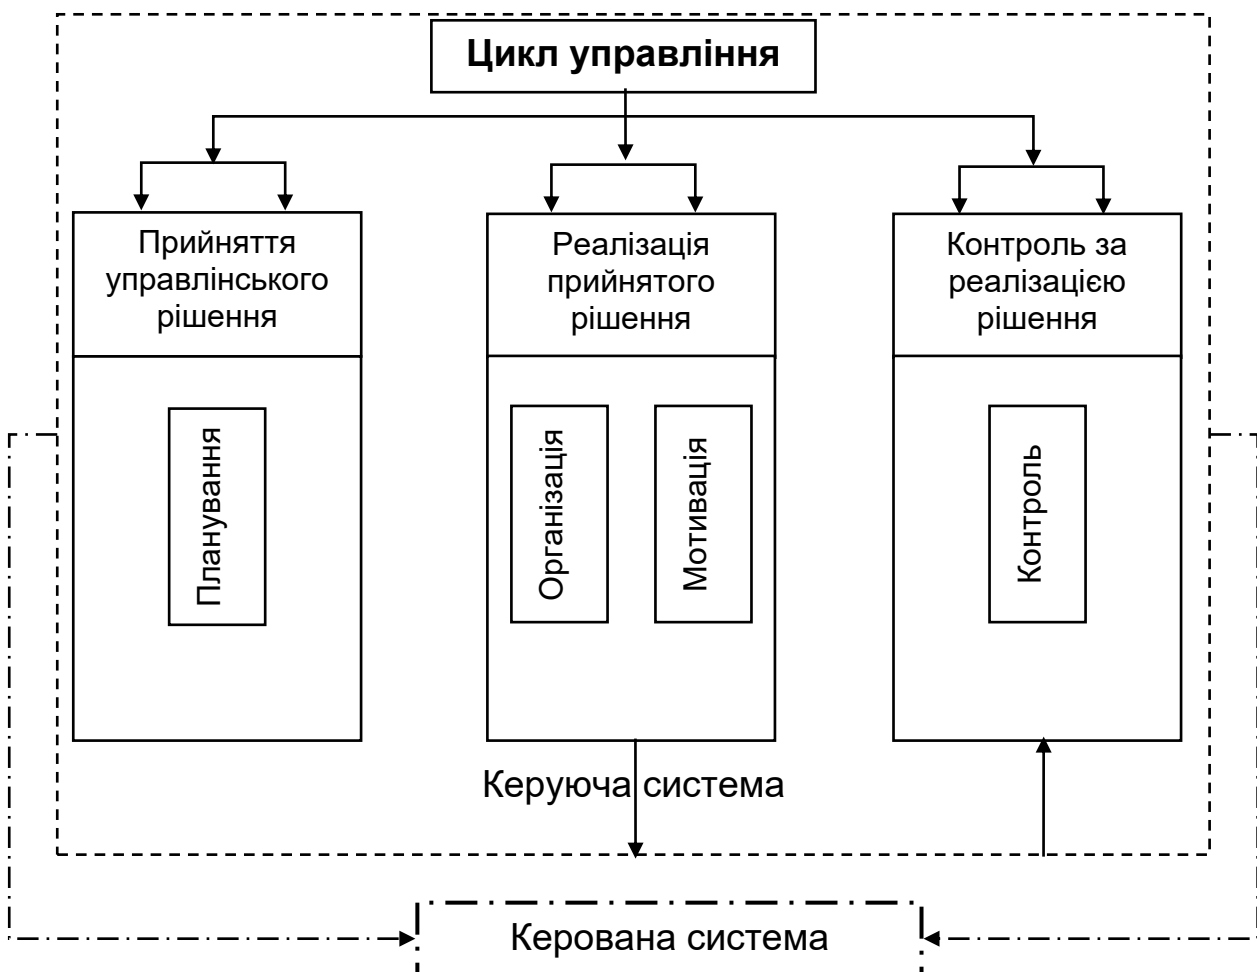 Цикл управління
Прийняття
управлінського
рішення
Реалізація
прийнятого
рішення
Контроль за
реалізацією
рішення
Планування
Організація
Мотивація
Контроль
Керуюча система
Керована система